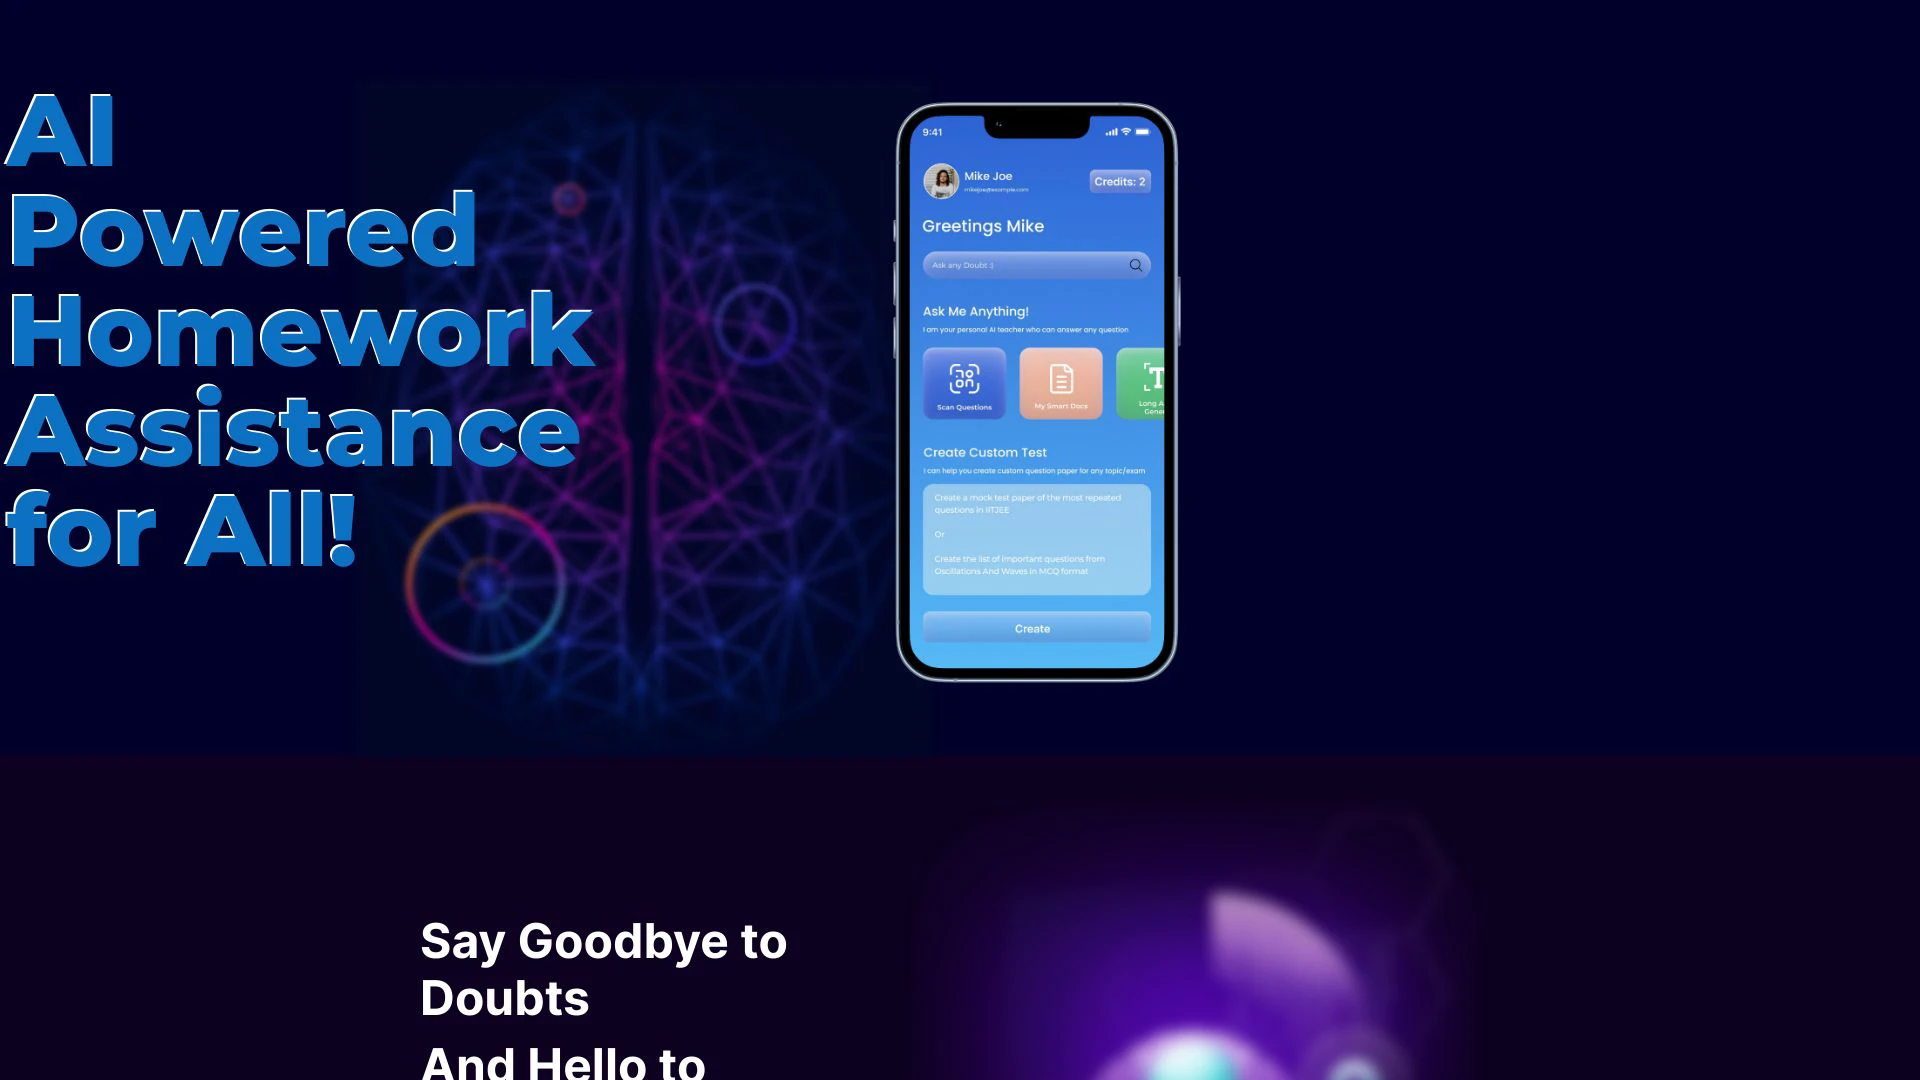 AI
Powered
Homework
Assistance
for All!
9:41
Mike Joe
mikejoe@example.com
Credits: 2
Greetings Mike
Ask any Doubt :)
Ask Me Anything!
I am your personal AI teacher who can answer any question
Scan Questions
My Smart Docs
Long A
Gene
Create Custom Test
I can help you create custom question paper for any topic/exam
Create a mock test paper of the most repeated
questions in IITJEE
Or
Create the list of important questions from
Oscillations And Waves in MCQ format
Create
Say Goodbye to
Doubts
And Hello to